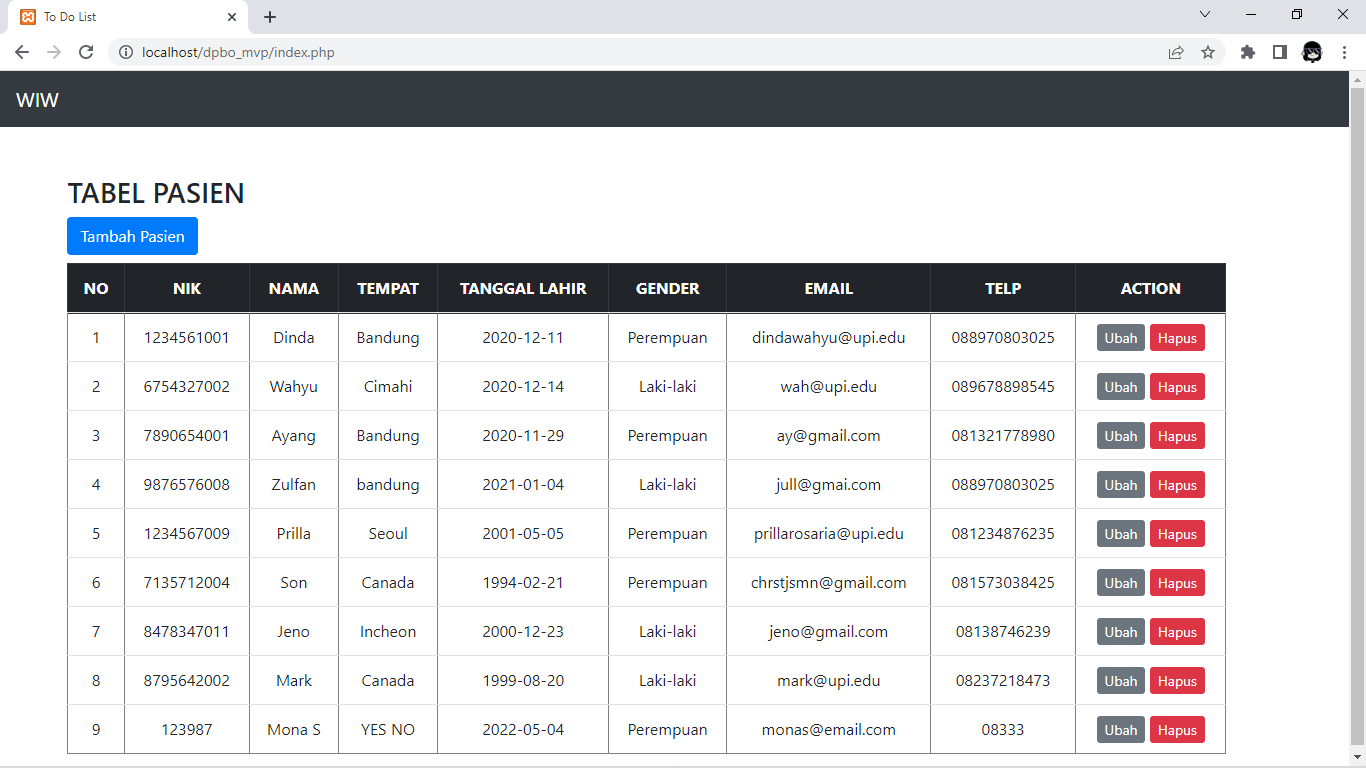 To Do List
localhost/dpbo_mvp/index.php
WIW
TABEL PASIEN
Tambah Pasien
NO NIK NAMA TEMPAT TANGGAL LAHIR GENDER EMAIL TELP ACTION
1 1234561001 Dinda Bandung 2020-12-11 Perempuan dindawahyu@upi.edu 088970803025 Ubah Hapus
2 6754327002 Wahyu Cimahi 2020-12-14 Laki-laki wah@upi.edu 089678898545 Ubah Hapus
3 7890654001 Ayang Bandung 2020-11-29 Perempuan ay@gmail.com 081321778980 Ubah Hapus
4 9876576008 Zulfan bandung 2021-01-04 Laki-laki jull@gmai.com 088970803025 Ubah Hapus
5 1234567009 Prilla Seoul 2001-05-05 Perempuan prillarosaria@upi.edu 081234876235 Ubah Hapus
6 7135712004 Son Canada 1994-02-21 Perempuan chrstjsmn@gmail.com 081573038425 Ubah Hapus
7 8478347011 Jeno Incheon 2000-12-23 Laki-laki jeno@gmail.com 08138746239 Ubah Hapus
8 8795642002 Mark Canada 1999-08-20 Laki-laki mark@upi.edu 08237218473 Ubah Hapus
9 123987 Mona S YES NO 2022-05-04 Perempuan monas@email.com 08333 Ubah Hapus